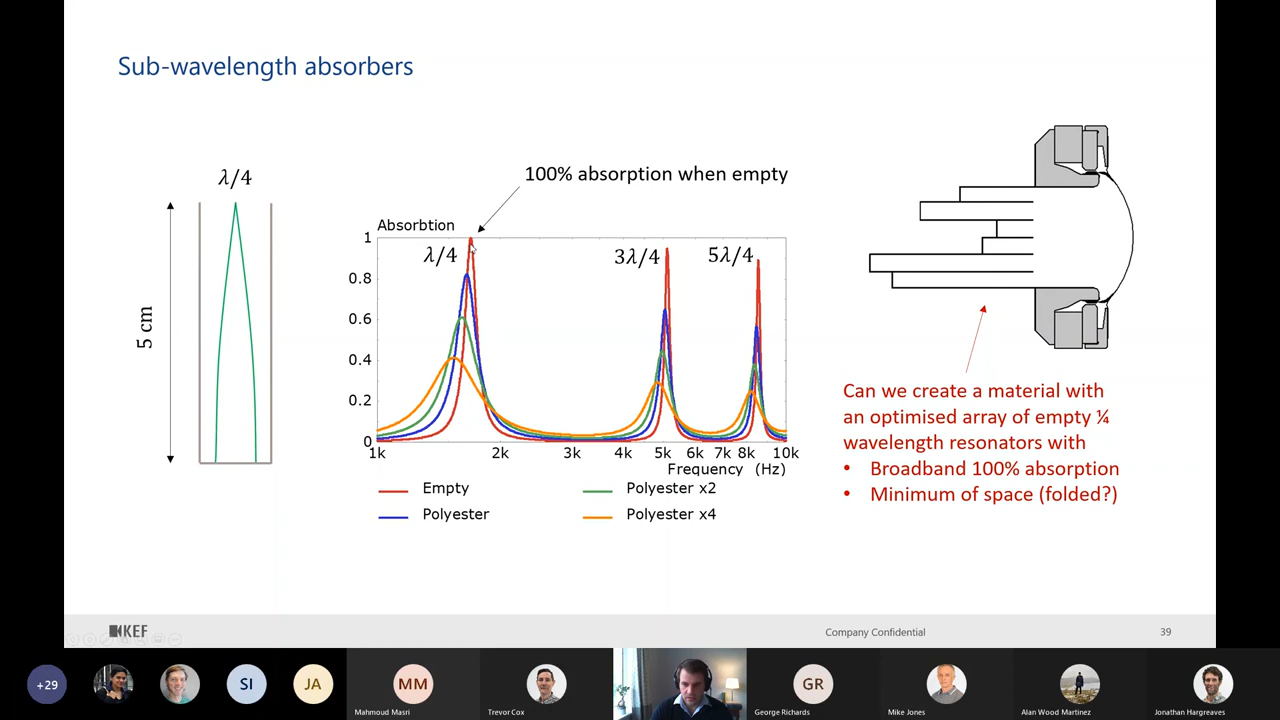 Sub-wavelength absorbers
λ/4
5 cm
100% absorption when empty
Absorbtion
1
0.8
0.6
0.4
0.2
0
λ/4
3λ/4
5λ/4
1k
2k
3k
4k
5k
6k
7k
8k
10k
Frequency (Hz)
Empty
Polyester
Polyester x2
Polyester x4
Can we create a material with
an optimised array of empty ¼
wavelength resonators with
• Broadband 100% absorption
• Minimum of space (folded?)
KEF
Company Confidential
39
+29
SI
JA
MM
Mahmoud Masri
Trevor Cox
GR
George Richards
Mike Jones
Alan Wood Martinez
Jonathan Hargreaves